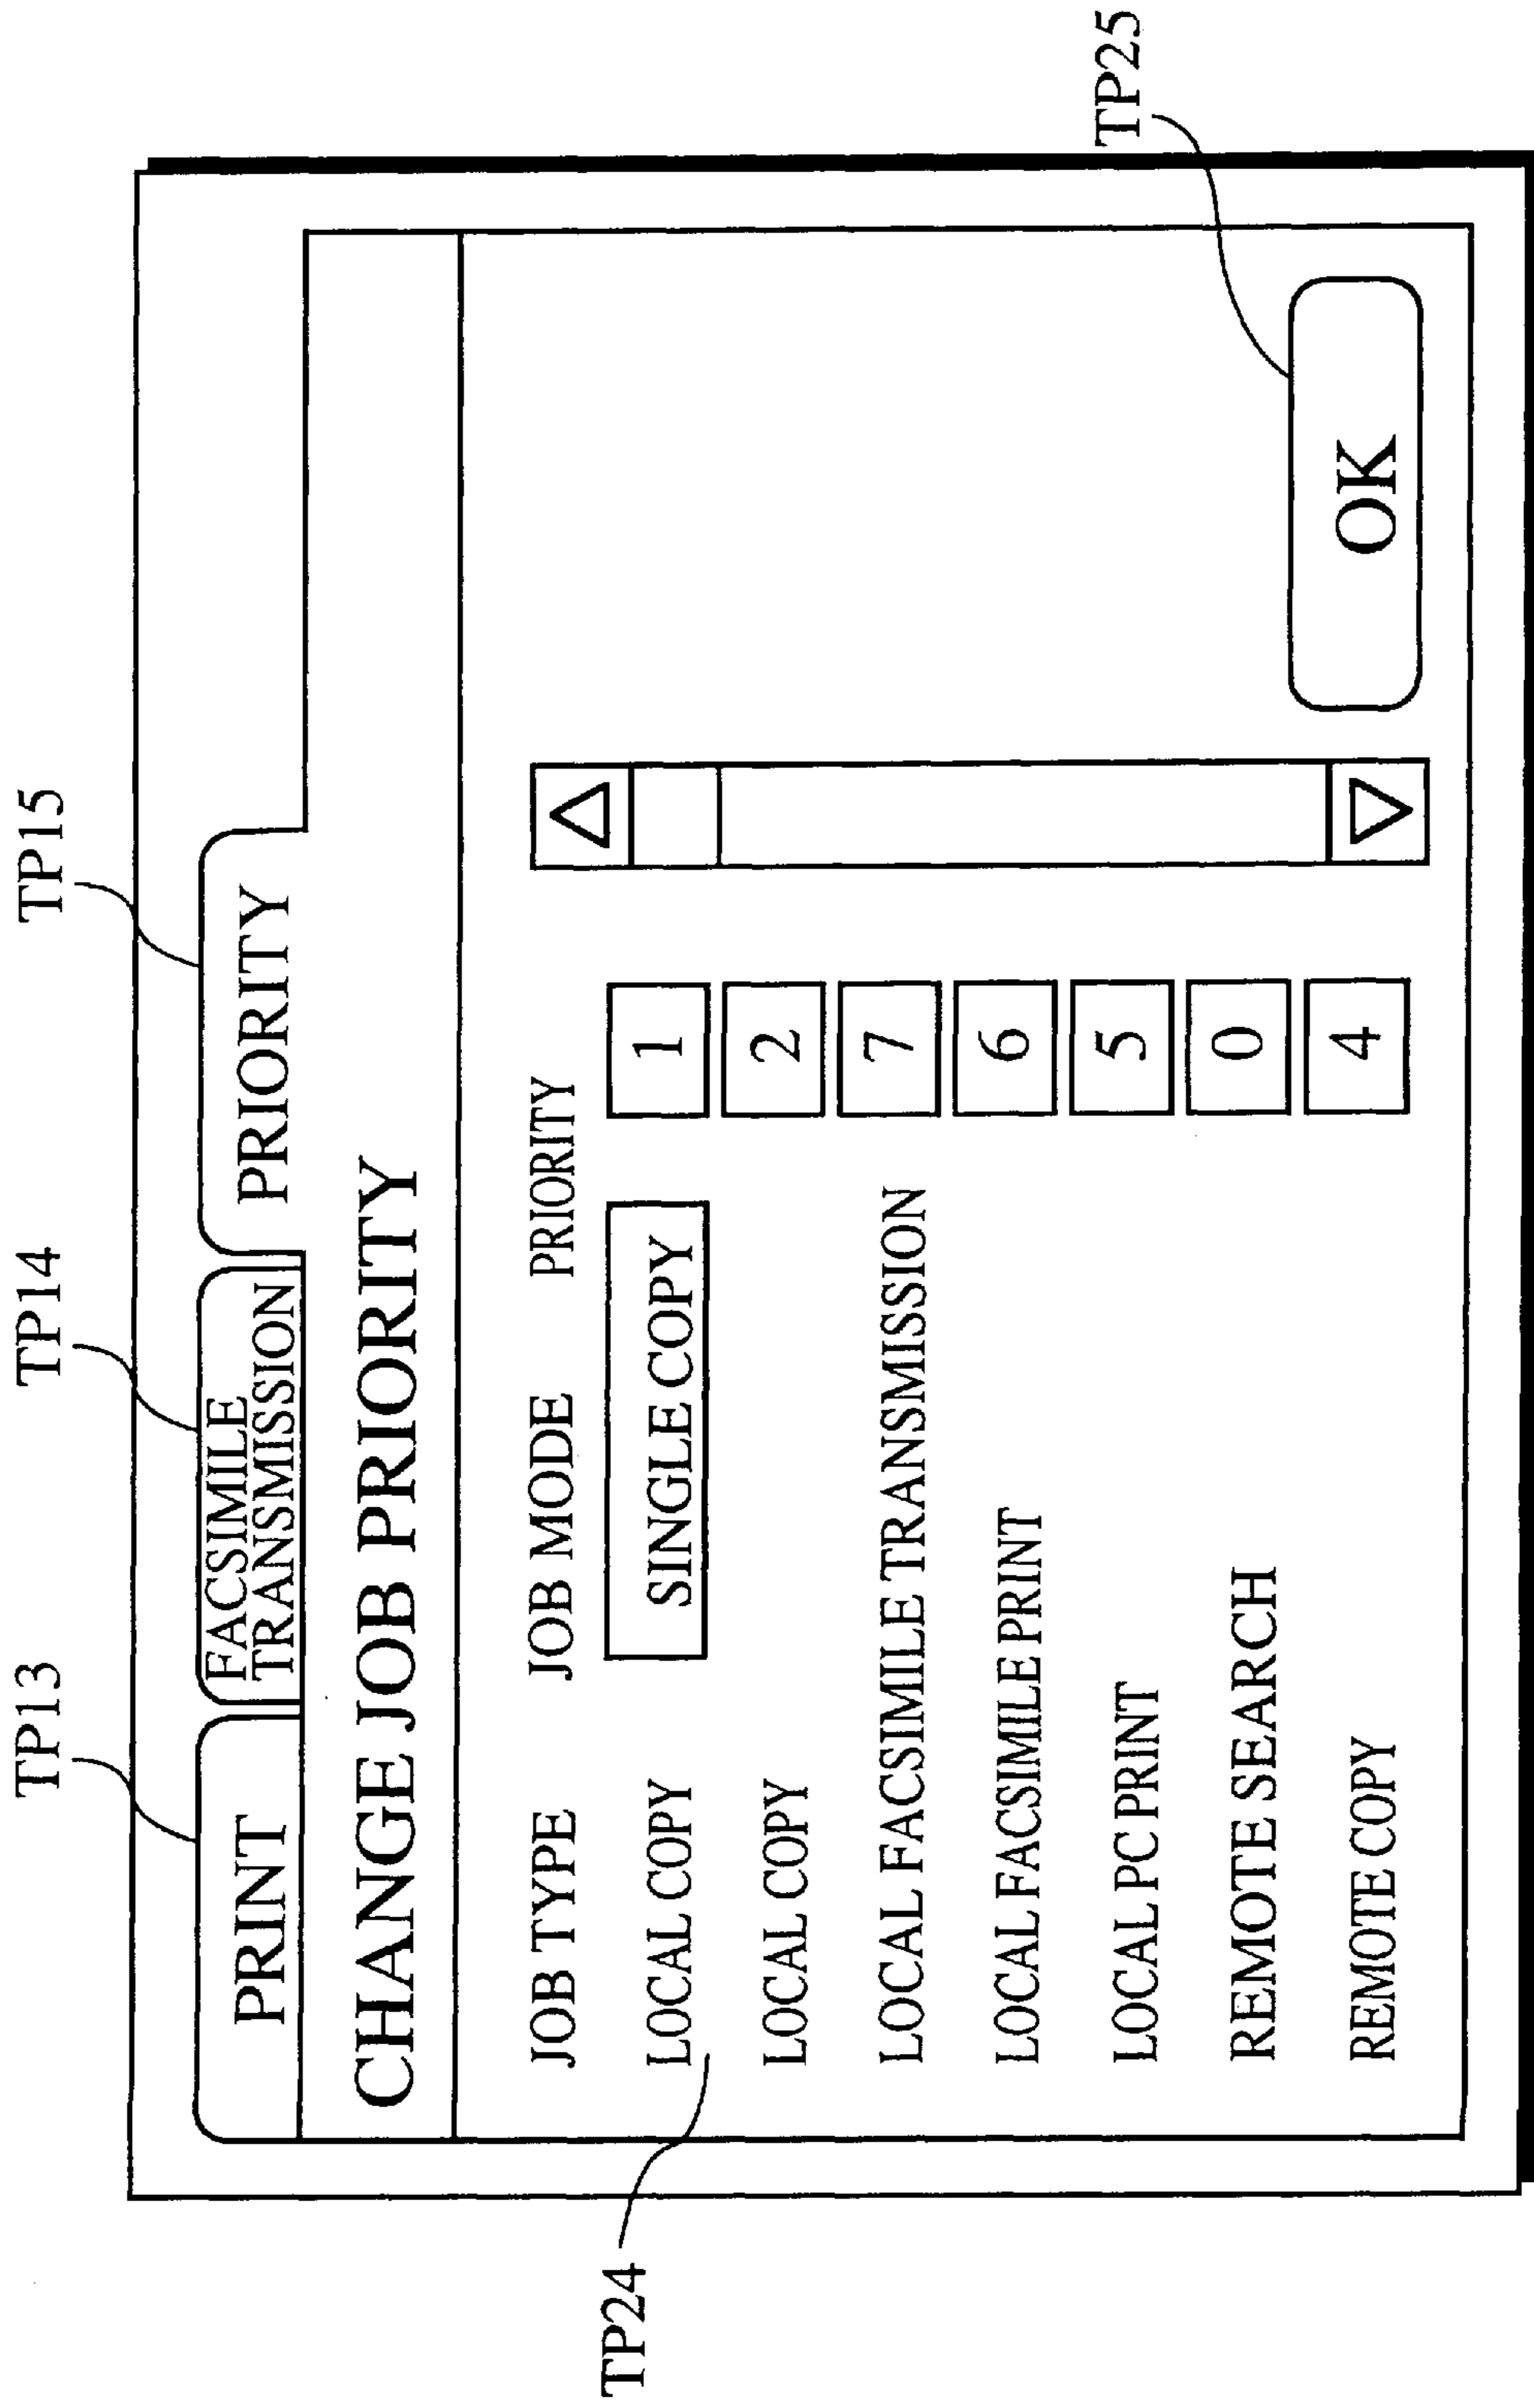 TP13
TP14
TP15
PRINT
FACSIMILE
TRANSMISSION
PRIORITY
CHANGE JOB PRIORITY
JOB TYPE JOB MODE PRIORITY
TP24
LOCAL COPY SINGLE COPY 1
LOCAL COPY 2
LOCAL FACSIMILE TRANSMISSION 7
LOCAL FACSIMILE PRINT 6
LOCAL PC PRINT 5
REMOTE SEARCH 0
REMOTE COPY 4
TP25
OK